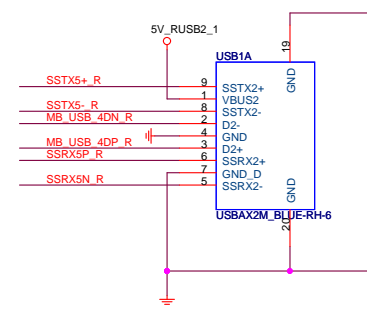 5V_RUSB2_1
USB1A
19
GND
SSTX5+_R 9 SSTX2+
1 VBUS2
SSTX5-_R 8 SSTX2-
MB_USB_4DN_R 2 D2-
4 GND
MB_USB_4DP_R 3 D2+
SSRX5P_R 6 SSRX2+
7 GND_D
SSRX5N_R 5 SSRX2-
GND
USBAX2M_BLUE-RH-6
20